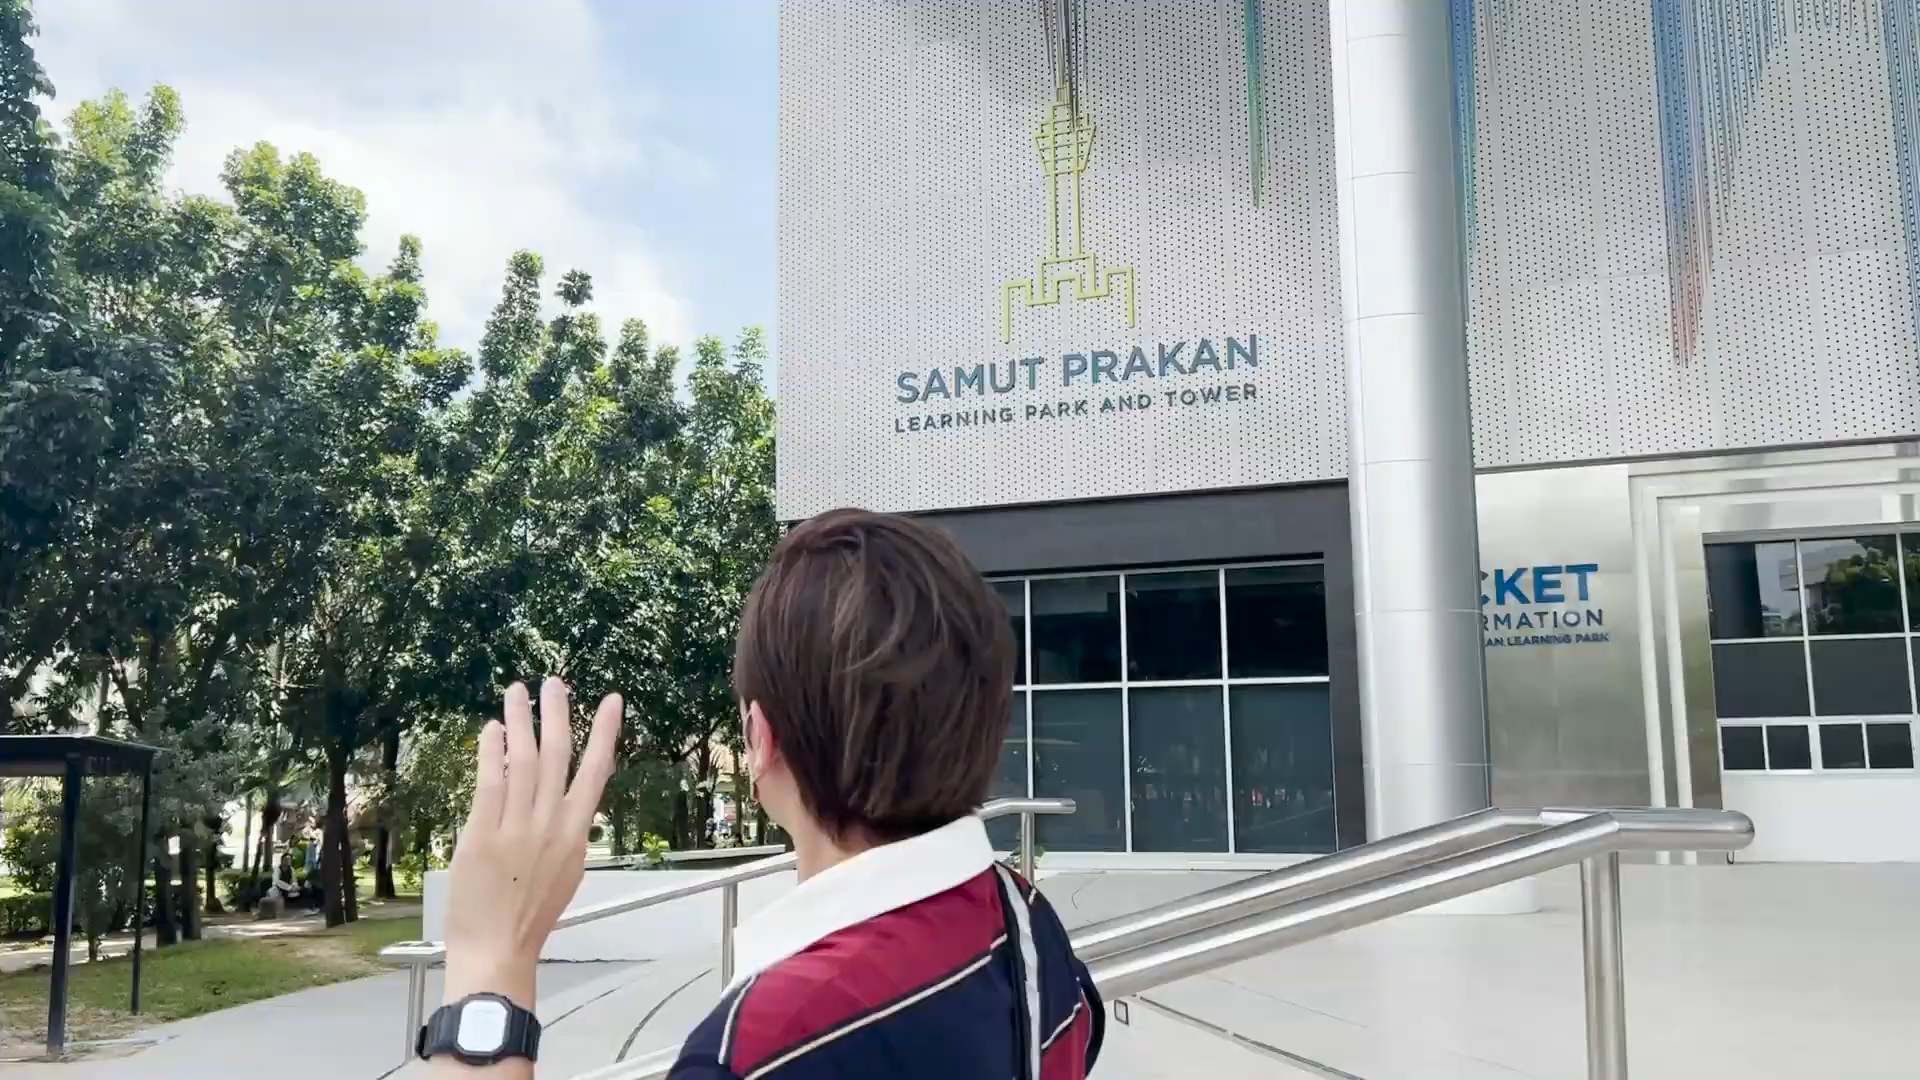 SAMUT PRAKAN
LEARNING PARK AND TOWER
CKET
RMATION
AN LEARNING PARK